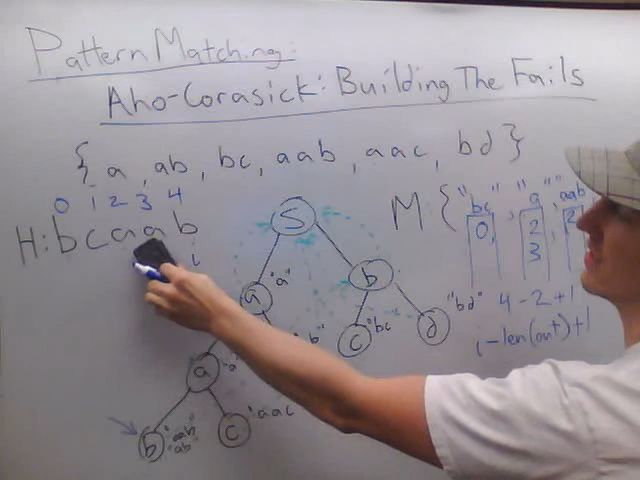 Pattern Matching:
Aho-Corasick: Building The Fails
{ a, ab, bc, aab, aac, bd }
0 1 2 3 4
H: b c a a b
i
M { "bc" , "a" , "aab
0, 2 2
3
S
a "a"
b
b"
c "bc
d "bd"
4 - 2 + 1
i - len(out) + 1
a "a
b "aab"
"ab"
c "aac